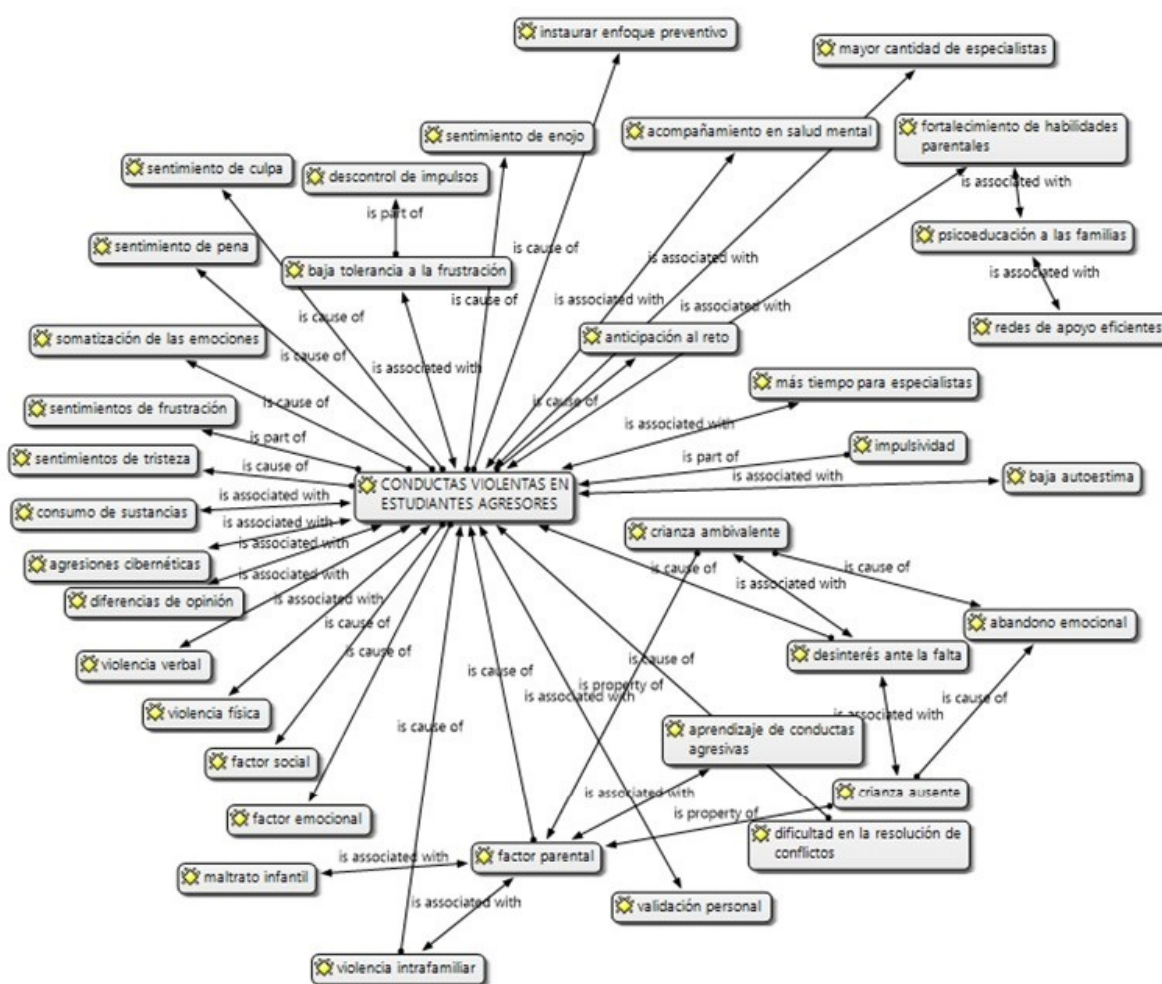 instaurar enfoque preventivo
mayor cantidad de especialistas
sentimiento de enojo
acompañamiento en salud mental
fortalecimiento de habilidades
parentales
sentimiento de culpa
descontrol de impulsos
is associated with
is part of
sentimiento de pena
is cause of
psicoeducación a las familias
baja tolerancia a la frustración
is associated with
is associated with
is cause of
is associated with
redes de apoyo eficientes
is cause of
somatización de las emociones
is cause of
anticipación al reto
is associated with
más tiempo para especialistas
sentimientos de frustración
is cause of
is cause of
is associated with
is part of
impulsividad
sentimientos de tristeza
is cause of
is part of
is associated with
baja autoestima
CONDUCTAS VIOLENTAS EN
ESTUDIANTES AGRESORES
is associated with
consumo de sustancias
is associated with
crianza ambivalente
is associated with
agresiones cibernéticas
is associated with
is cause of
is cause of
is associated with
diferencias de opinión
is associated with
is cause of
abandono emocional
violencia verbal
is cause of
desinterés ante la falta
is cause of
is property of
is associated with
is cause of
violencia física
is associated with
is cause of
aprendizaje de conductas
agresivas
factor social
is associated with
crianza ausente
factor emocional
is property of
dificultad en la resolución de
conflictos
is associated with
factor parental
maltrato infantil
is associated with
validación personal
violencia intrafamiliar